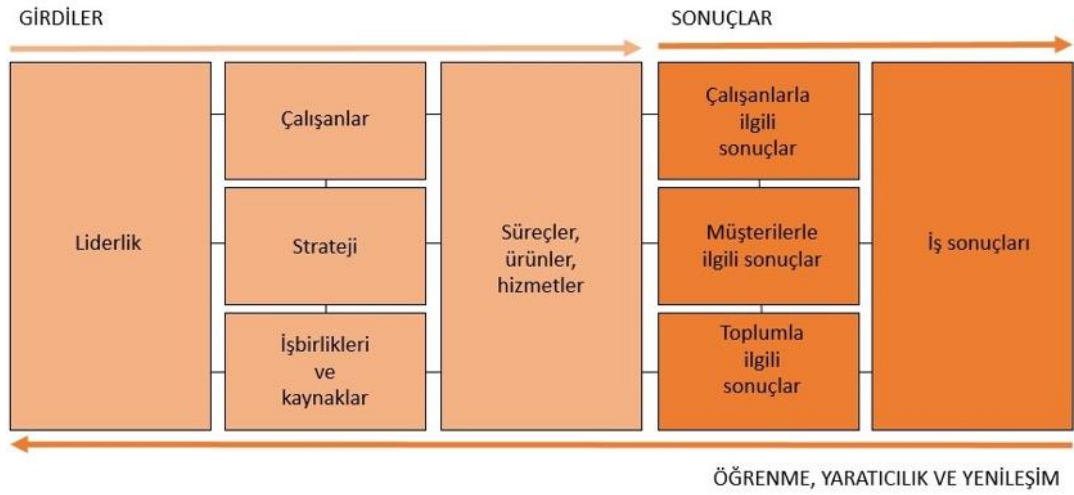 GİRDİLER
SONUÇLAR
Liderlik
Çalışanlar
Strateji
İşbirlikleri
ve
kaynaklar
Süreçler,
ürünler,
hizmetler
Çalışanlarla
ilgili
sonuçlar
Müşterilerle
ilgili sonuçlar
Toplumla
ilgili
sonuçlar
İş sonuçları
ÖĞRENME, YARATICILIK VE YENİLEŞİM